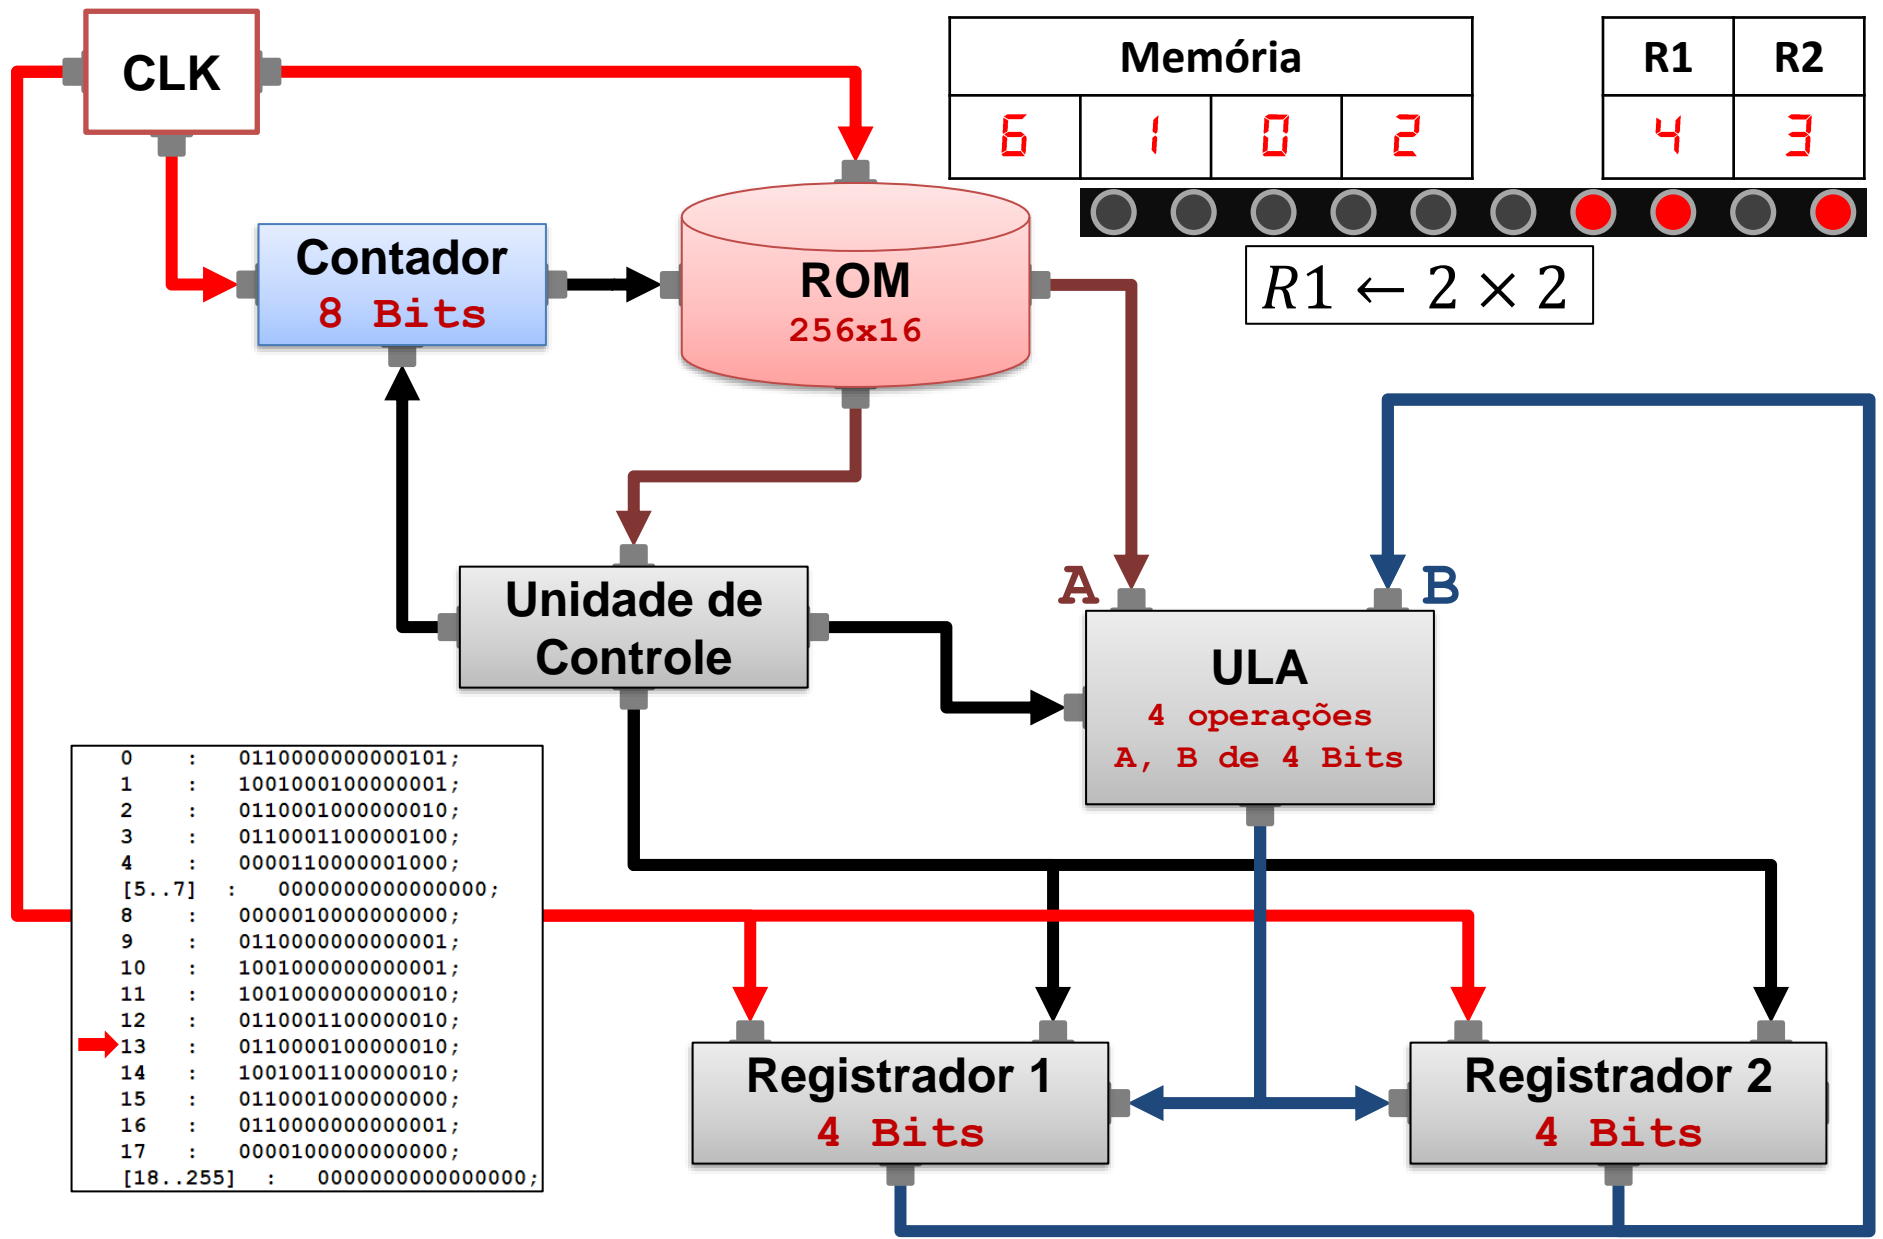 CLK
Memória
6 1 0 2
R1 R2
4 3
R1 ← 2 × 2
Contador
8 Bits
ROM
256x16
A
B
Unidade de
Controle
ULA
4 operações
A, B de 4 Bits
0 : 0110000000000101;
1 : 1001000100000001;
2 : 0110001000000010;
3 : 0110001100000100;
4 : 0000110000001000;
[5..7] : 0000000000000000;
8 : 0000010000000000;
9 : 0110000000000001;
10 : 1001000000000001;
11 : 1001000000000010;
12 : 0110001100000010;
13 : 0110000100000010;
14 : 1001001100000010;
15 : 0110001000000000;
16 : 0110000000000001;
17 : 0000100000000000;
[18..255] : 0000000000000000;
Registrador 1
4 Bits
Registrador 2
4 Bits